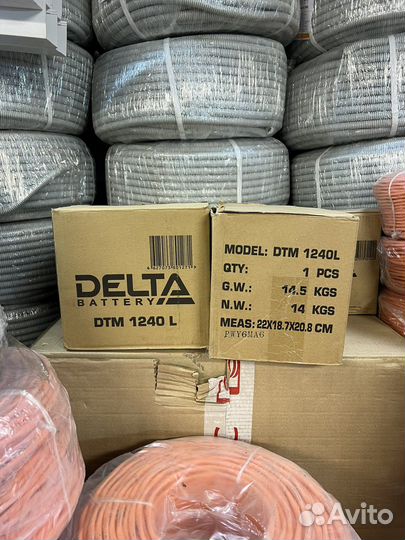 DELTA
BATTERY
DTM 1240 L
MODEL: DTM 1240L
QTY: 1 PCS
G.W.: 14.5 KGS
N.W.: 14 KGS
MEAS: 22X18.7X20.8 CM
PWY6MA6
Avito